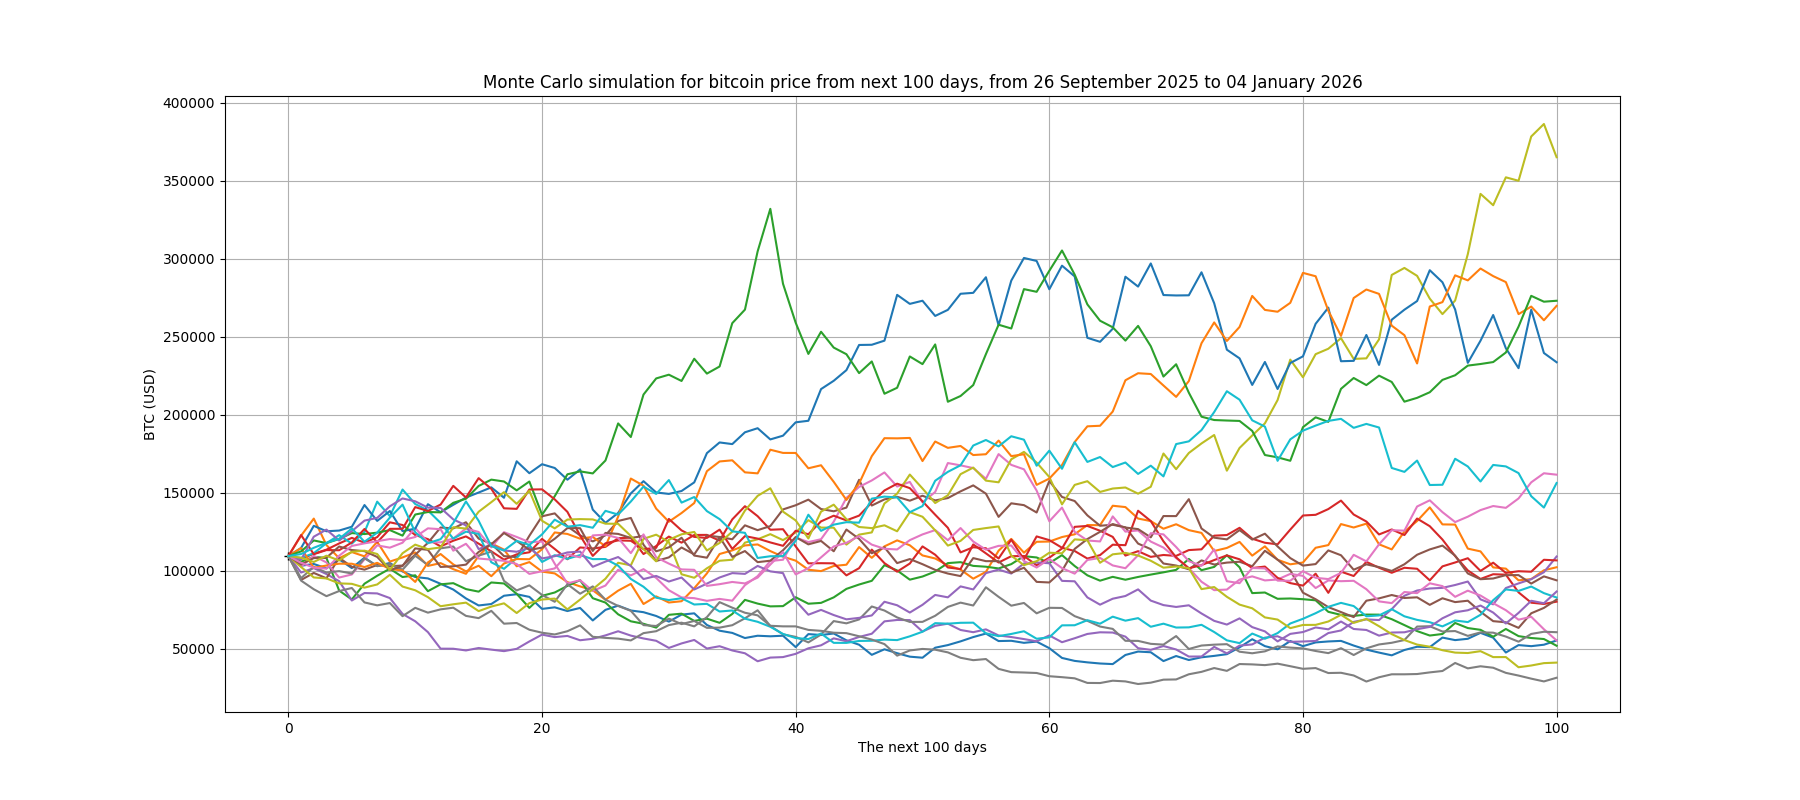 Monte Carlo simulation for bitcoin price from next 100 days, from 26 September 2025 to 04 January 2026
400000
350000
300000
250000
200000
150000
100000
50000
BTC (USD)
0 20 40 60 80 100
The next 100 days